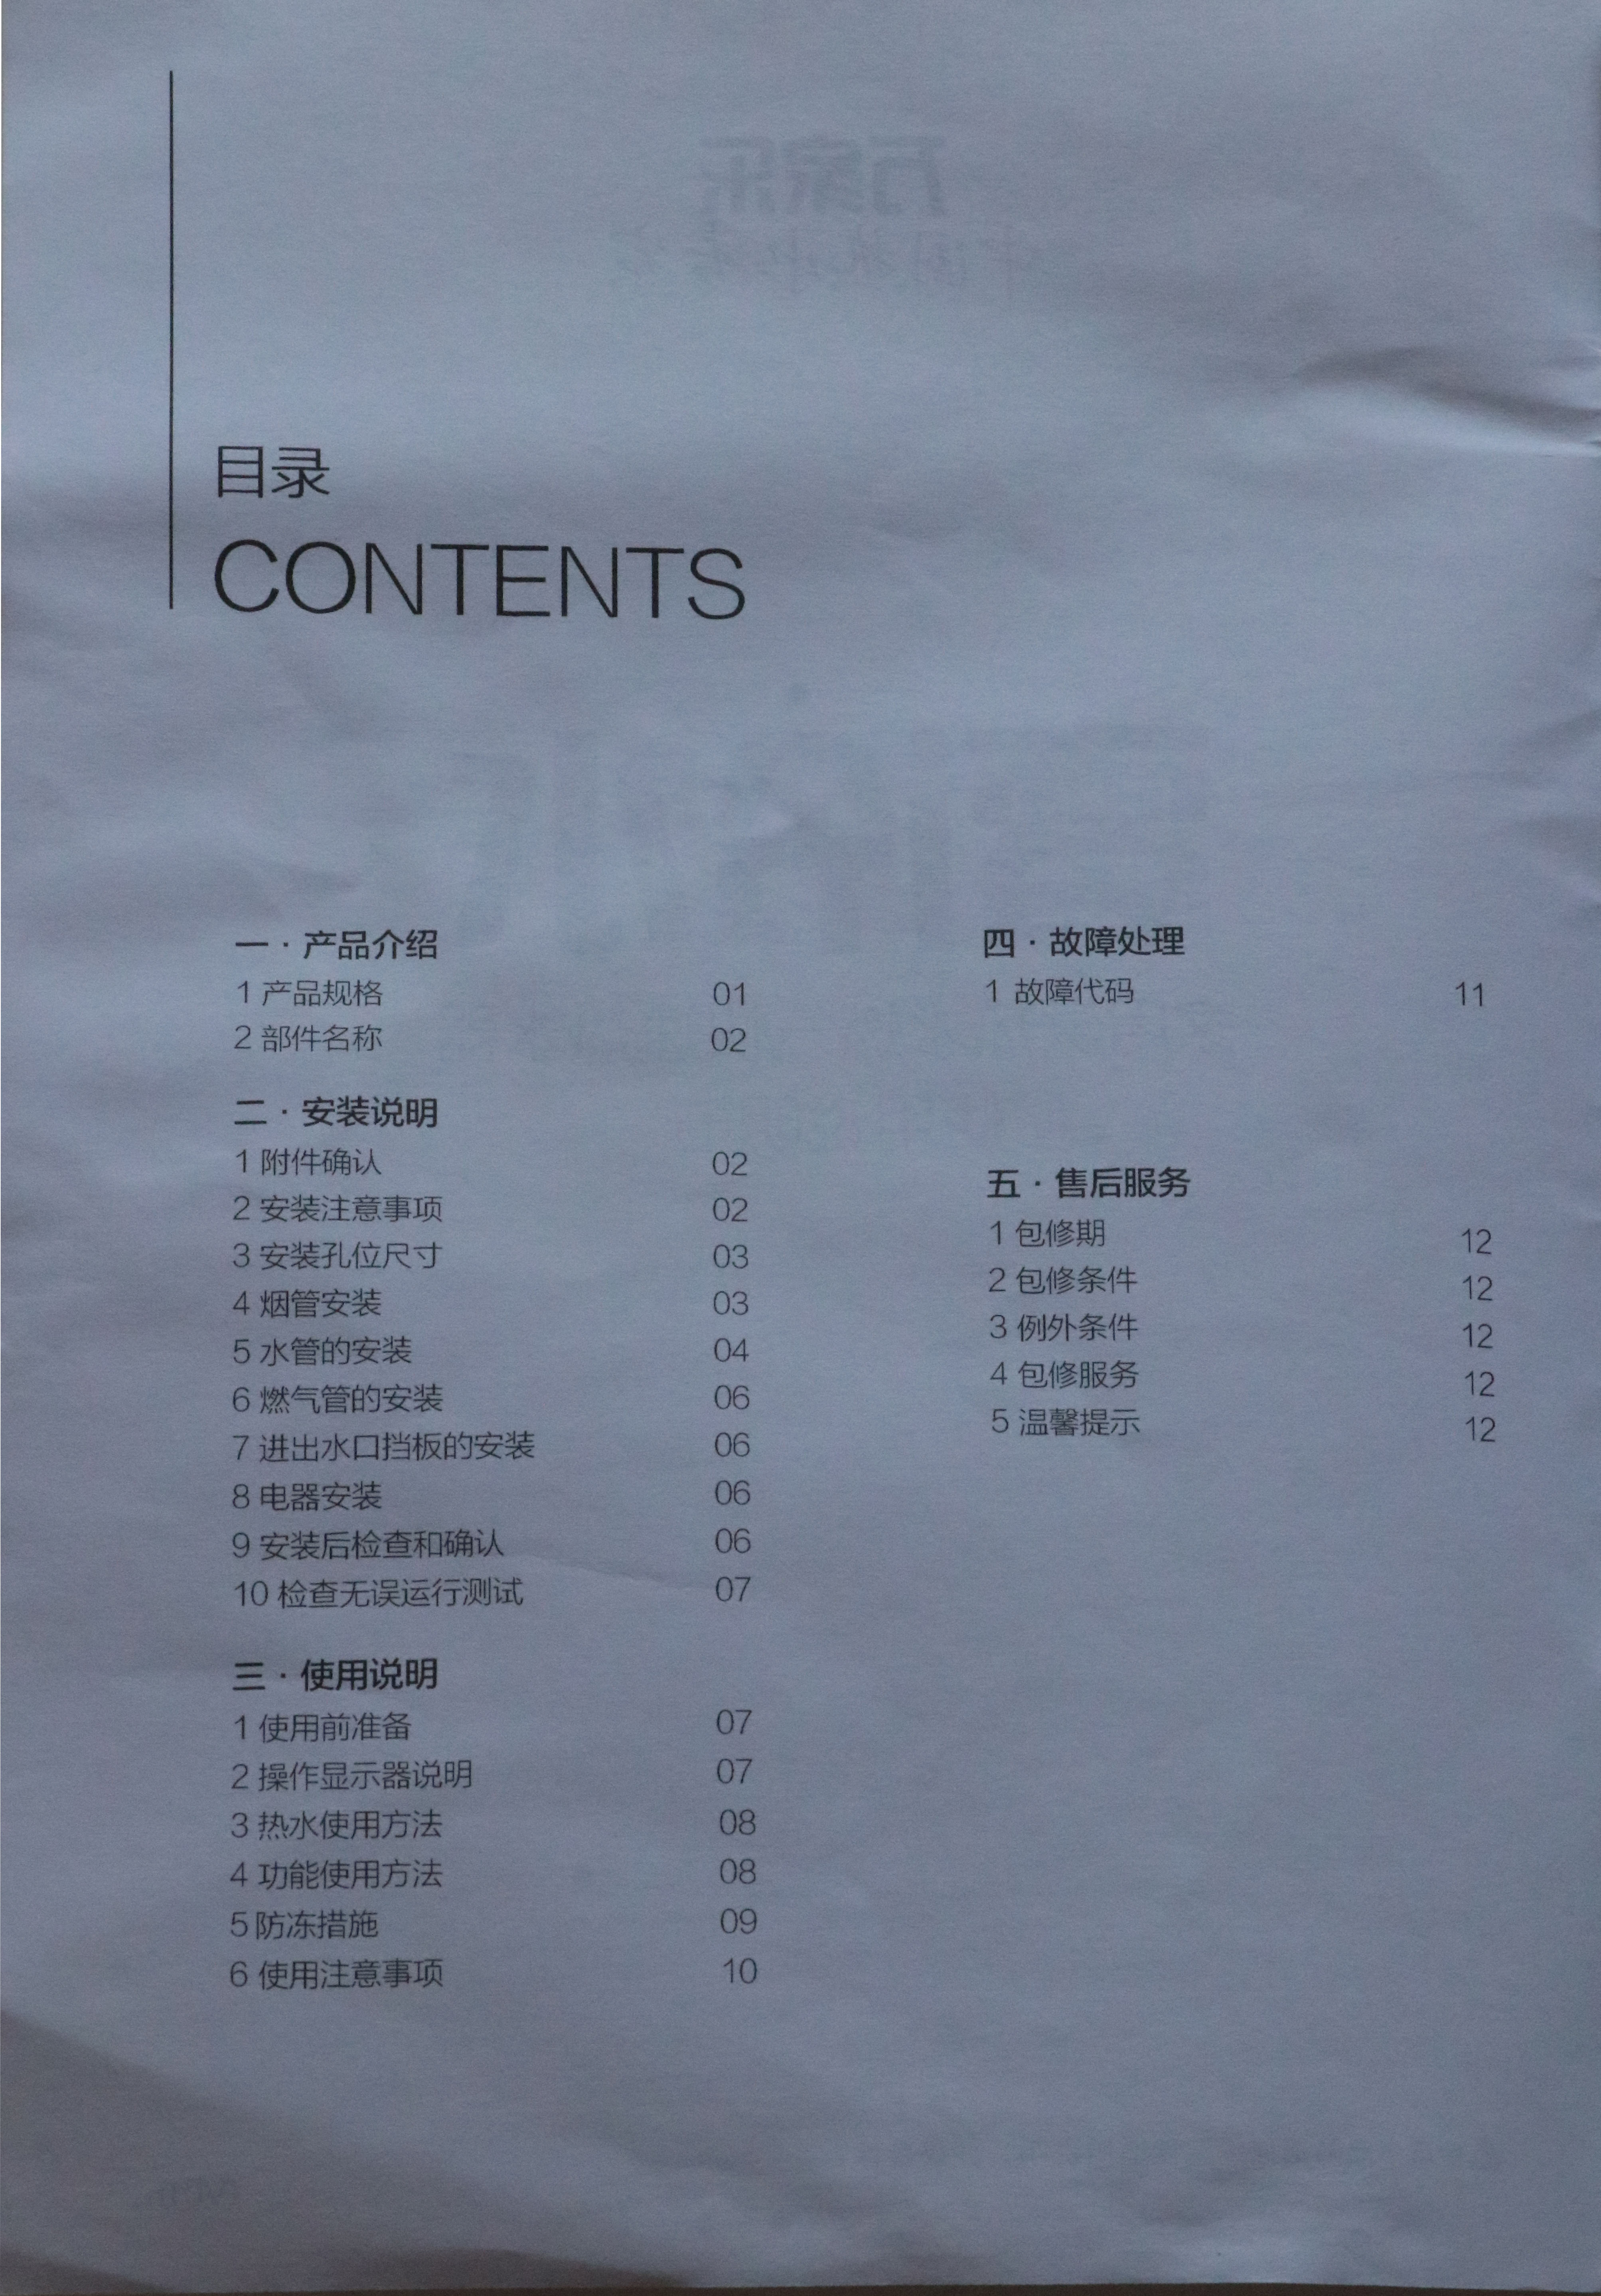 目录
CONTENTS
一 · 产品介绍
1 产品规格 01
2 部件名称 02
二 · 安装说明
1 附件确认 02
2 安装注意事项 02
3 安装孔位尺寸 03
4 烟管安装 03
5 水管的安装 04
6 燃气管的安装 06
7 进出水口挡板的安装 06
8 电器安装 06
9 安装后检查和确认 06
10 检查无误运行测试 07
三 · 使用说明
1 使用前准备 07
2 操作显示器说明 07
3 热水使用方法 08
4 功能使用方法 08
5 防冻措施 09
6 使用注意事项 10
四 · 故障处理
1 故障代码 11
五 · 售后服务
1 包修期 12
2 包修条件 12
3 例外条件 12
4 包修服务 12
5 温馨提示 12